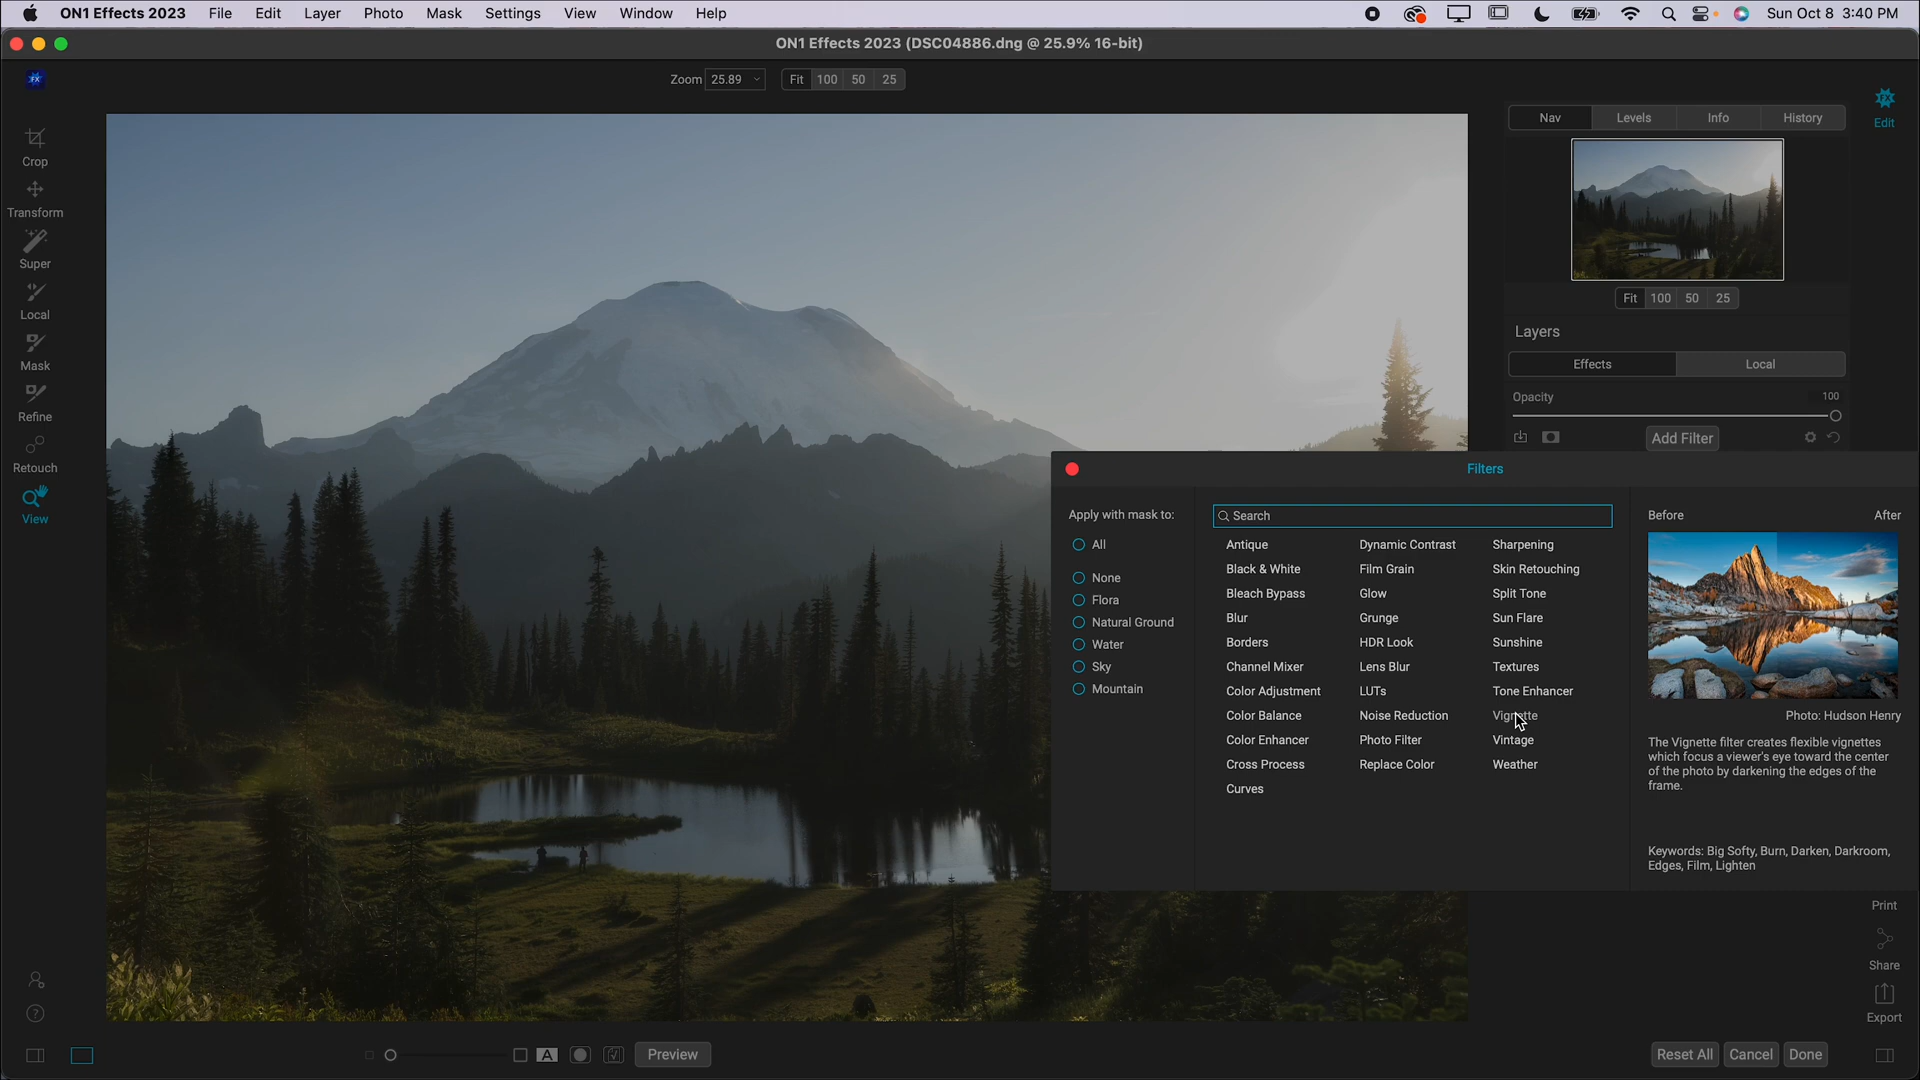 ON1 Effects 2023 File Edit Layer Photo Mask Settings View Window Help Sun Oct 8 3:40 PM
ON1 Effects 2023 (DSC04886.dng @ 25.9% 16-bit)
FX
Zoom 25.89 Fit 100 50 25
Crop
Transform
Super
Local
Mask
Refine
Retouch
View
Nav Levels Info History
FX
Edit
Fit 100 50 25
Layers
Effects Local
Opacity 100
Add Filter
Filters
Apply with mask to:
All
None
Flora
Natural Ground
Water
Sky
Mountain
Search
Antique Dynamic Contrast Sharpening
Black & White Film Grain Skin Retouching
Bleach Bypass Glow Split Tone
Blur Grunge Sun Flare
Borders HDR Look Sunshine
Channel Mixer Lens Blur Textures
Color Adjustment LUTs Tone Enhancer
Color Balance Noise Reduction Vignette
Color Enhancer Photo Filter Vintage
Cross Process Replace Color Weather
Curves
Before After
Photo: Hudson Henry
The Vignette filter creates flexible vignettes
which focus a viewer's eye toward the center
of the photo by darkening the edges of the
frame.
Keywords: Big Softy, Burn, Darken, Darkroom,
Edges, Film, Lighten
Print
Share
Export
?
A Preview Reset All Cancel Done